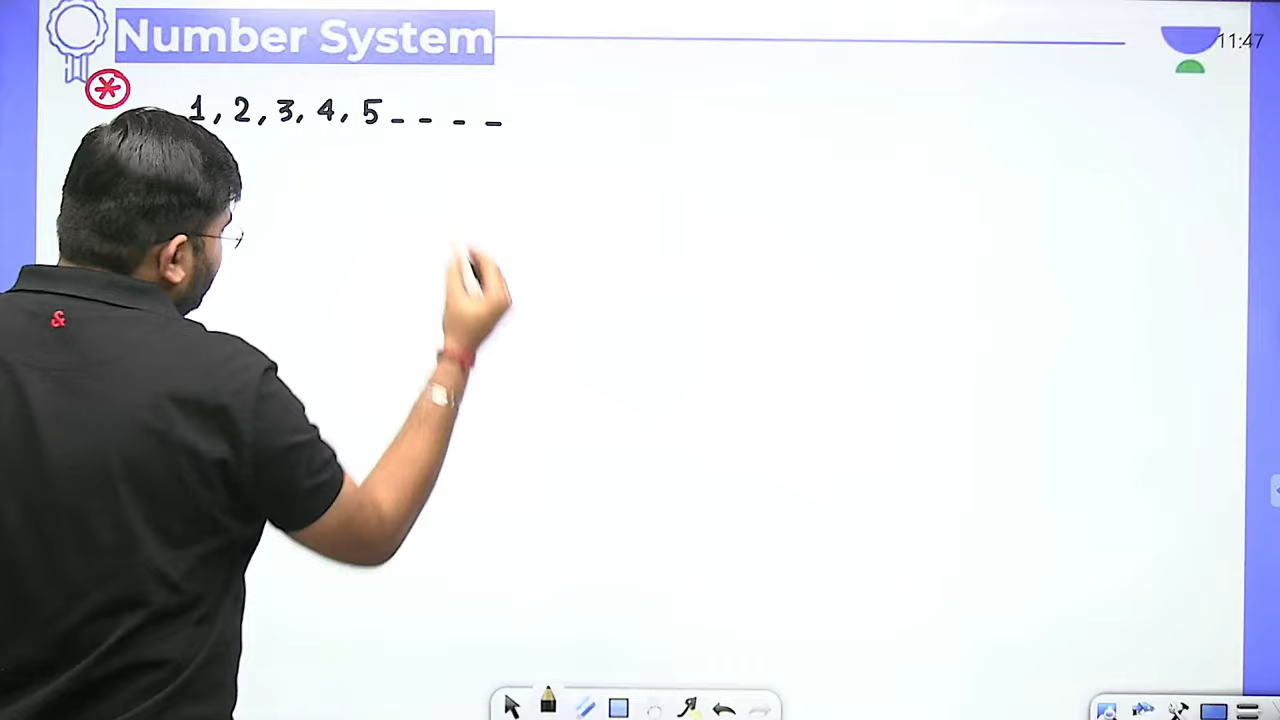 Number System
11:47
1, 2, 3, 4, 5 _ _ _ _
&